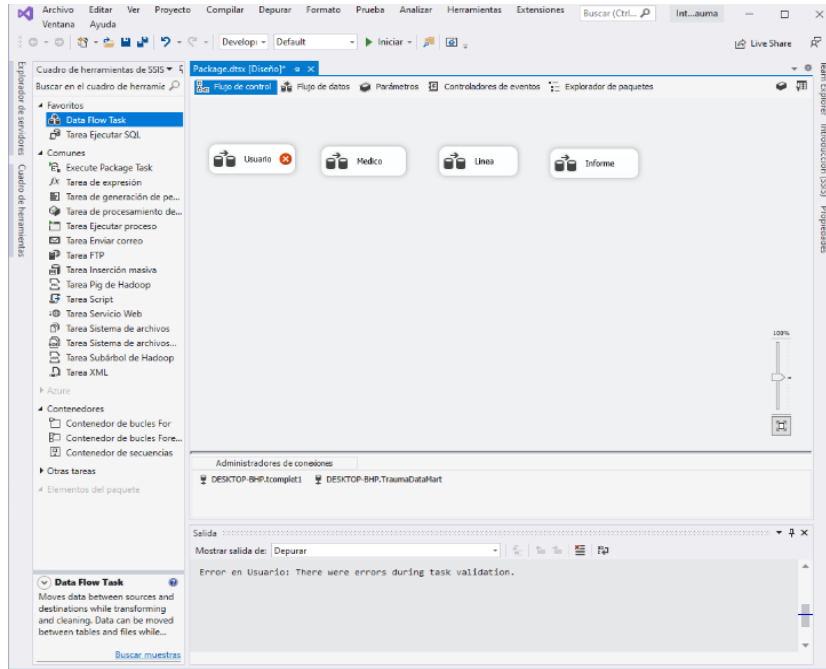 Archivo Editar Ver Proyecto Compilar Depurar Formato Prueba Analizar Herramientas Extensiones Buscar (Ctrl... Int...auma
Ventana Ayuda
Develop Default Iniciar Live Share
Explorador de servidores
Cuadro de herramientas
Cuadro de herramientas de SSIS
Buscar en el cuadro de herramie
Favoritos
Data Flow Task
Tarea Ejecutar SQL
Comunes
Execute Package Task
Tarea de expresión
Tarea de generación de pe...
Tarea de procesamiento de...
Tarea Ejecutar proceso
Tarea Enviar correo
Tarea FTP
Tarea Inserción masiva
Tarea Pig de Hadoop
Tarea Script
Tarea Servicio Web
Tarea Sistema de archivos
Tarea Sistema de archivos...
Tarea Subárbol de Hadoop
Tarea XML
Azure
Contenedores
Contenedor de bucles For
Contenedor de bucles Fore...
Contenedor de secuencias
Otras tareas
Elementos del paquete
Data Flow Task
Moves data between sources and
destinations while transforming
and cleaning. Data can be moved
between tables and files while...
Buscar muestras
Package.dtsx [Diseño]*
Flujo de control Flujo de datos Parámetros Controladores de eventos Explorador de paquetes
Usuario Medico Linea Informe
100%
Administradores de conexiones
DESKTOP-BHP.tcomplet1 DESKTOP-BHP.TraumaDataMart
Salida
Mostrar salida de: Depurar
Error en Usuario: There were errors during task validation.
Team Explorer
Introduccion (SSIS)
Propiedades